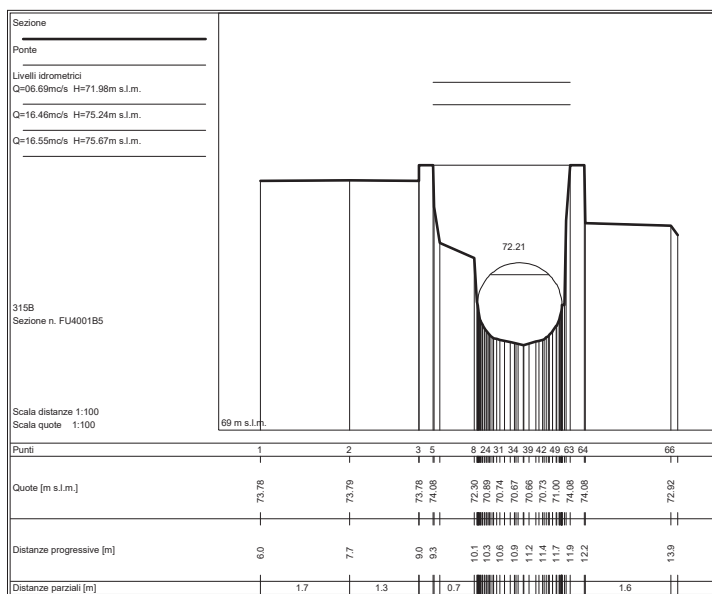 Sezione
Ponte
Livelli idrometrici
Q=06.69mc/s H=71.98m s.l.m.
Q=16.46mc/s H=75.24m s.l.m.
Q=16.55mc/s H=75.67m s.l.m.
72.21
315B
Sezione n. FU4001B5
Scala distanze 1:100
Scala quote 1:100
69 m s.l.m.
Punti 1 2 3 5 8 24 31 34 39 42 49 63 64 66
Quote [m s.l.m.] 73.78 73.79 73.78 74.08 72.30 70.89 70.74 70.67 70.66 70.73 71.00 74.08 74.08 72.92
Distanze progressive [m] 6.0 7.7 9.0 9.3 10.1 10.3 10.6 10.9 11.2 11.4 11.7 11.9 12.2 13.9
Distanze parziali [m] 1.7 1.3 0.7 1.6